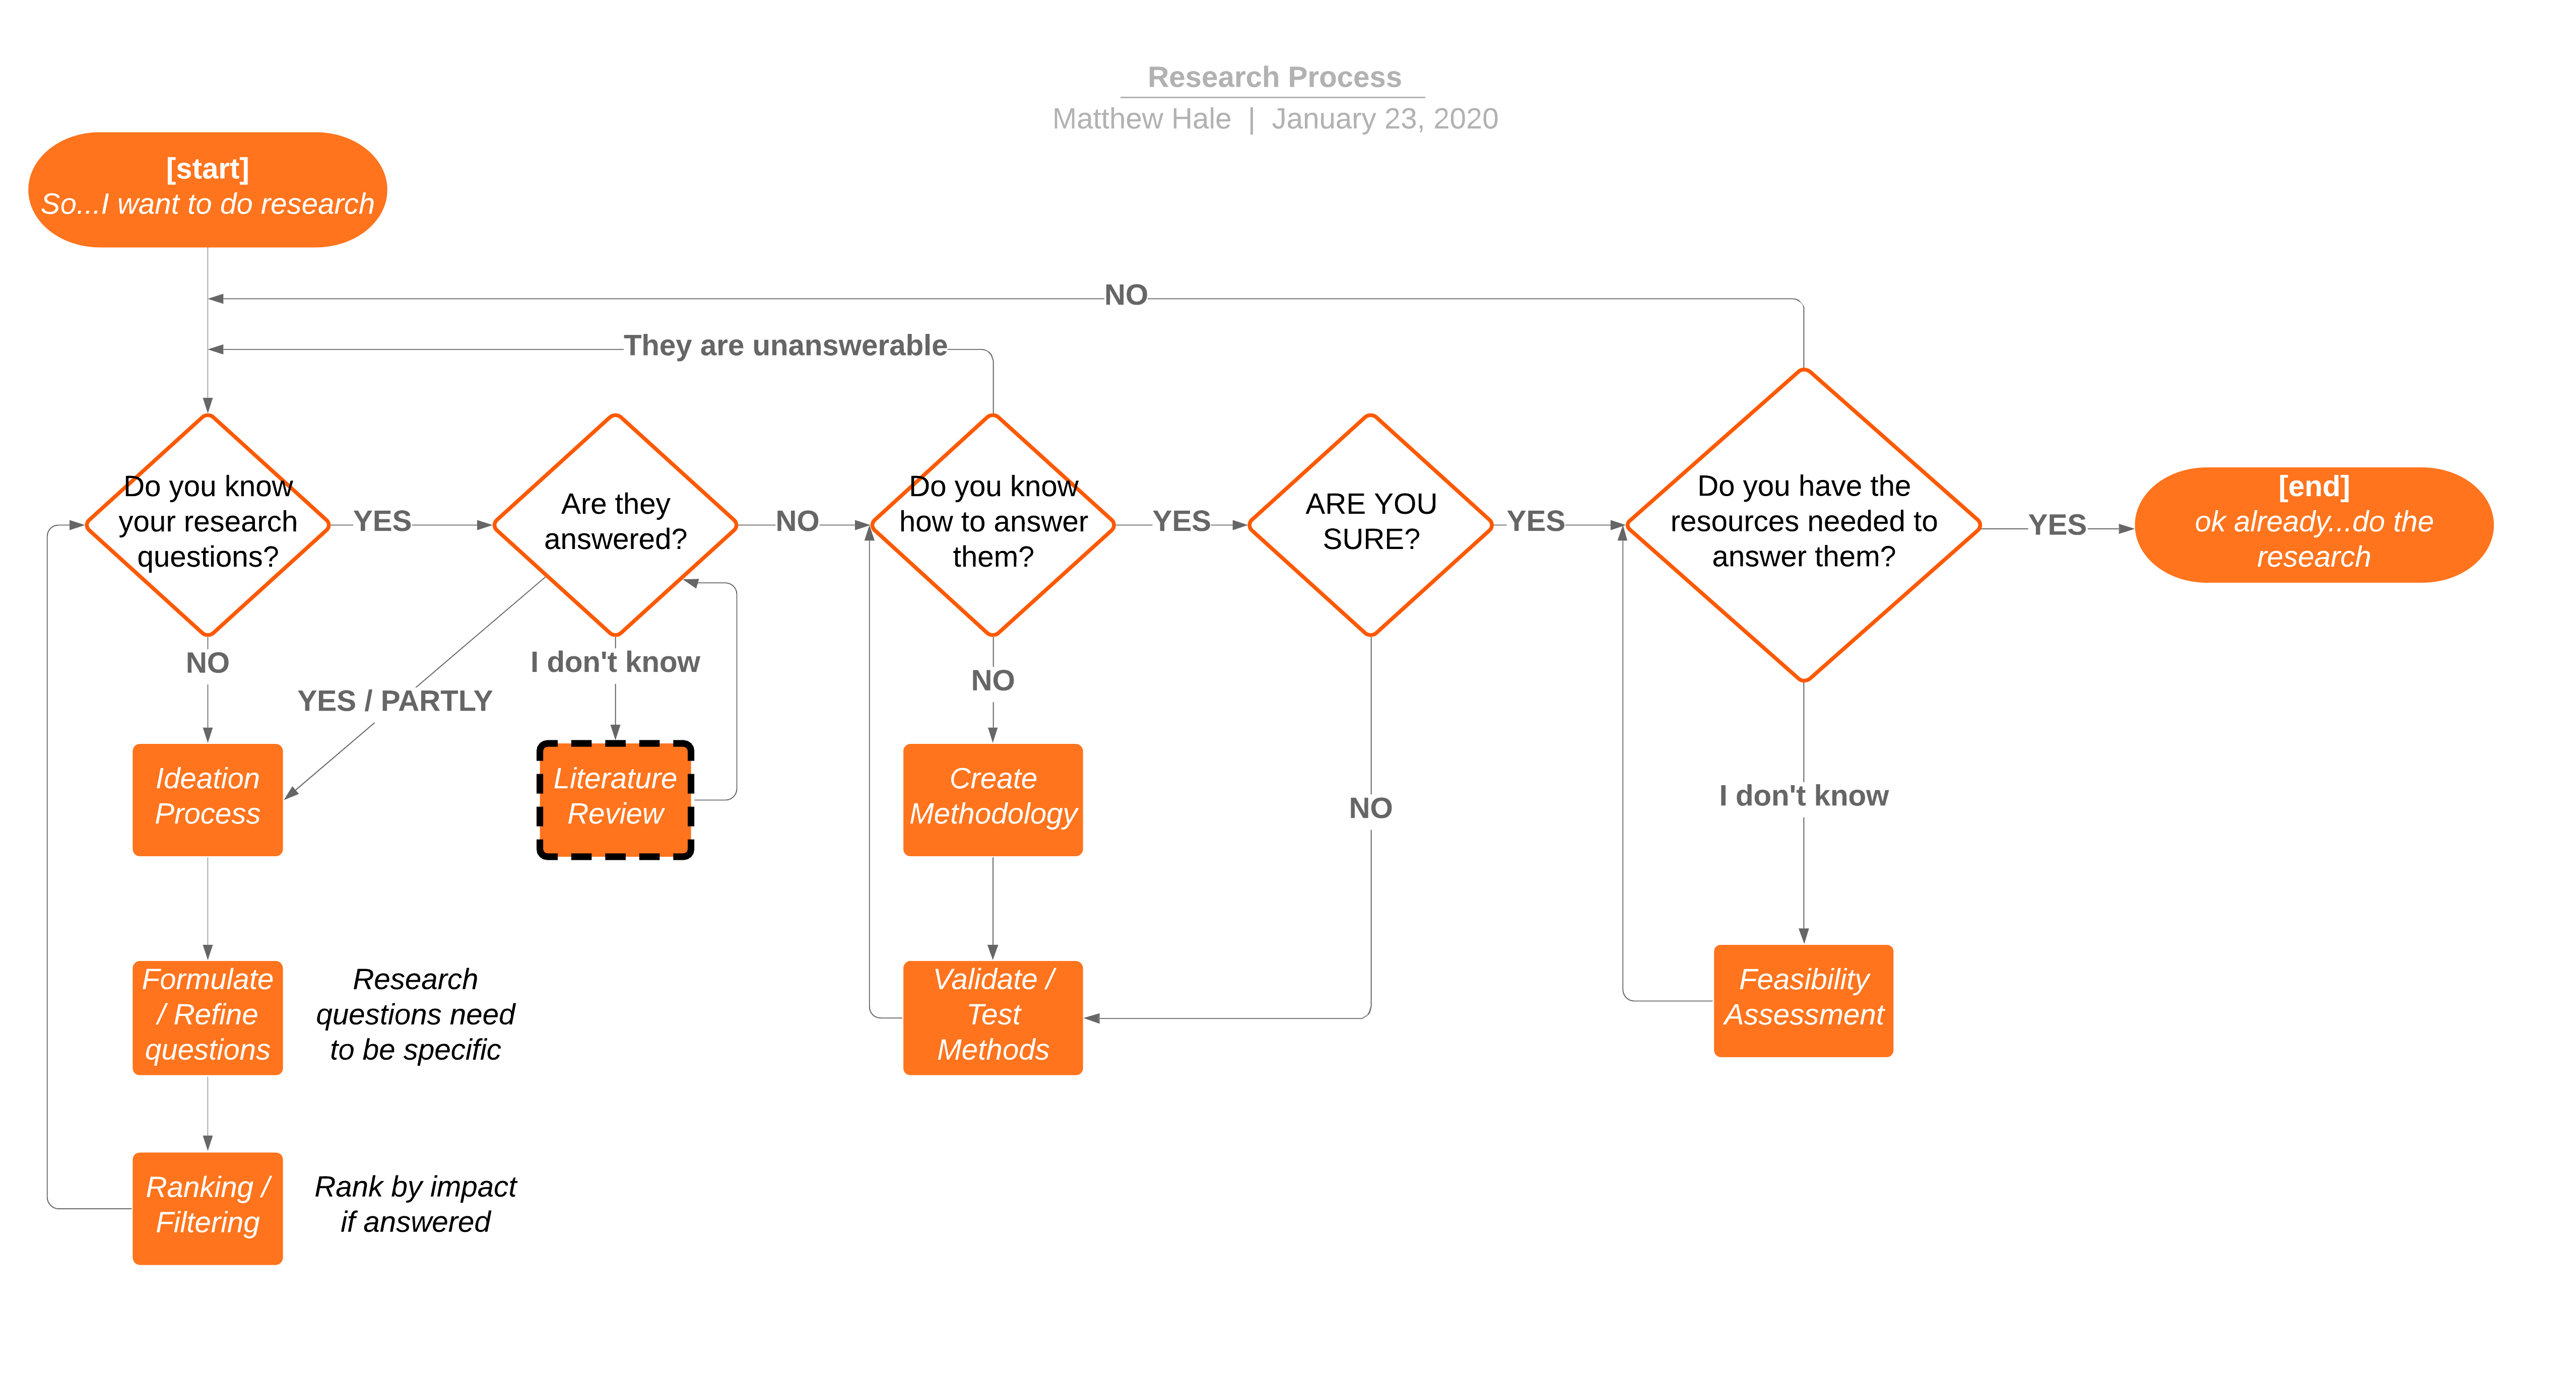 Research Process
Matthew Hale | January 23, 2020
[start]
So...I want to do research
NO
They are unanswerable
Do you know
your research
questions?
YES
Are they
answered?
NO
Do you know
how to answer
them?
YES
ARE YOU
SURE?
YES
Do you have the
resources needed to
answer them?
YES
[end]
ok already...do the
research
NO
YES / PARTLY
I don't know
NO
NO
I don't know
Ideation
Process
Literature
Review
Create
Methodology
Formulate
/ Refine
questions
Research
questions need
to be specific
Validate /
Test
Methods
Feasibility
Assessment
Ranking /
Filtering
Rank by impact
if answered